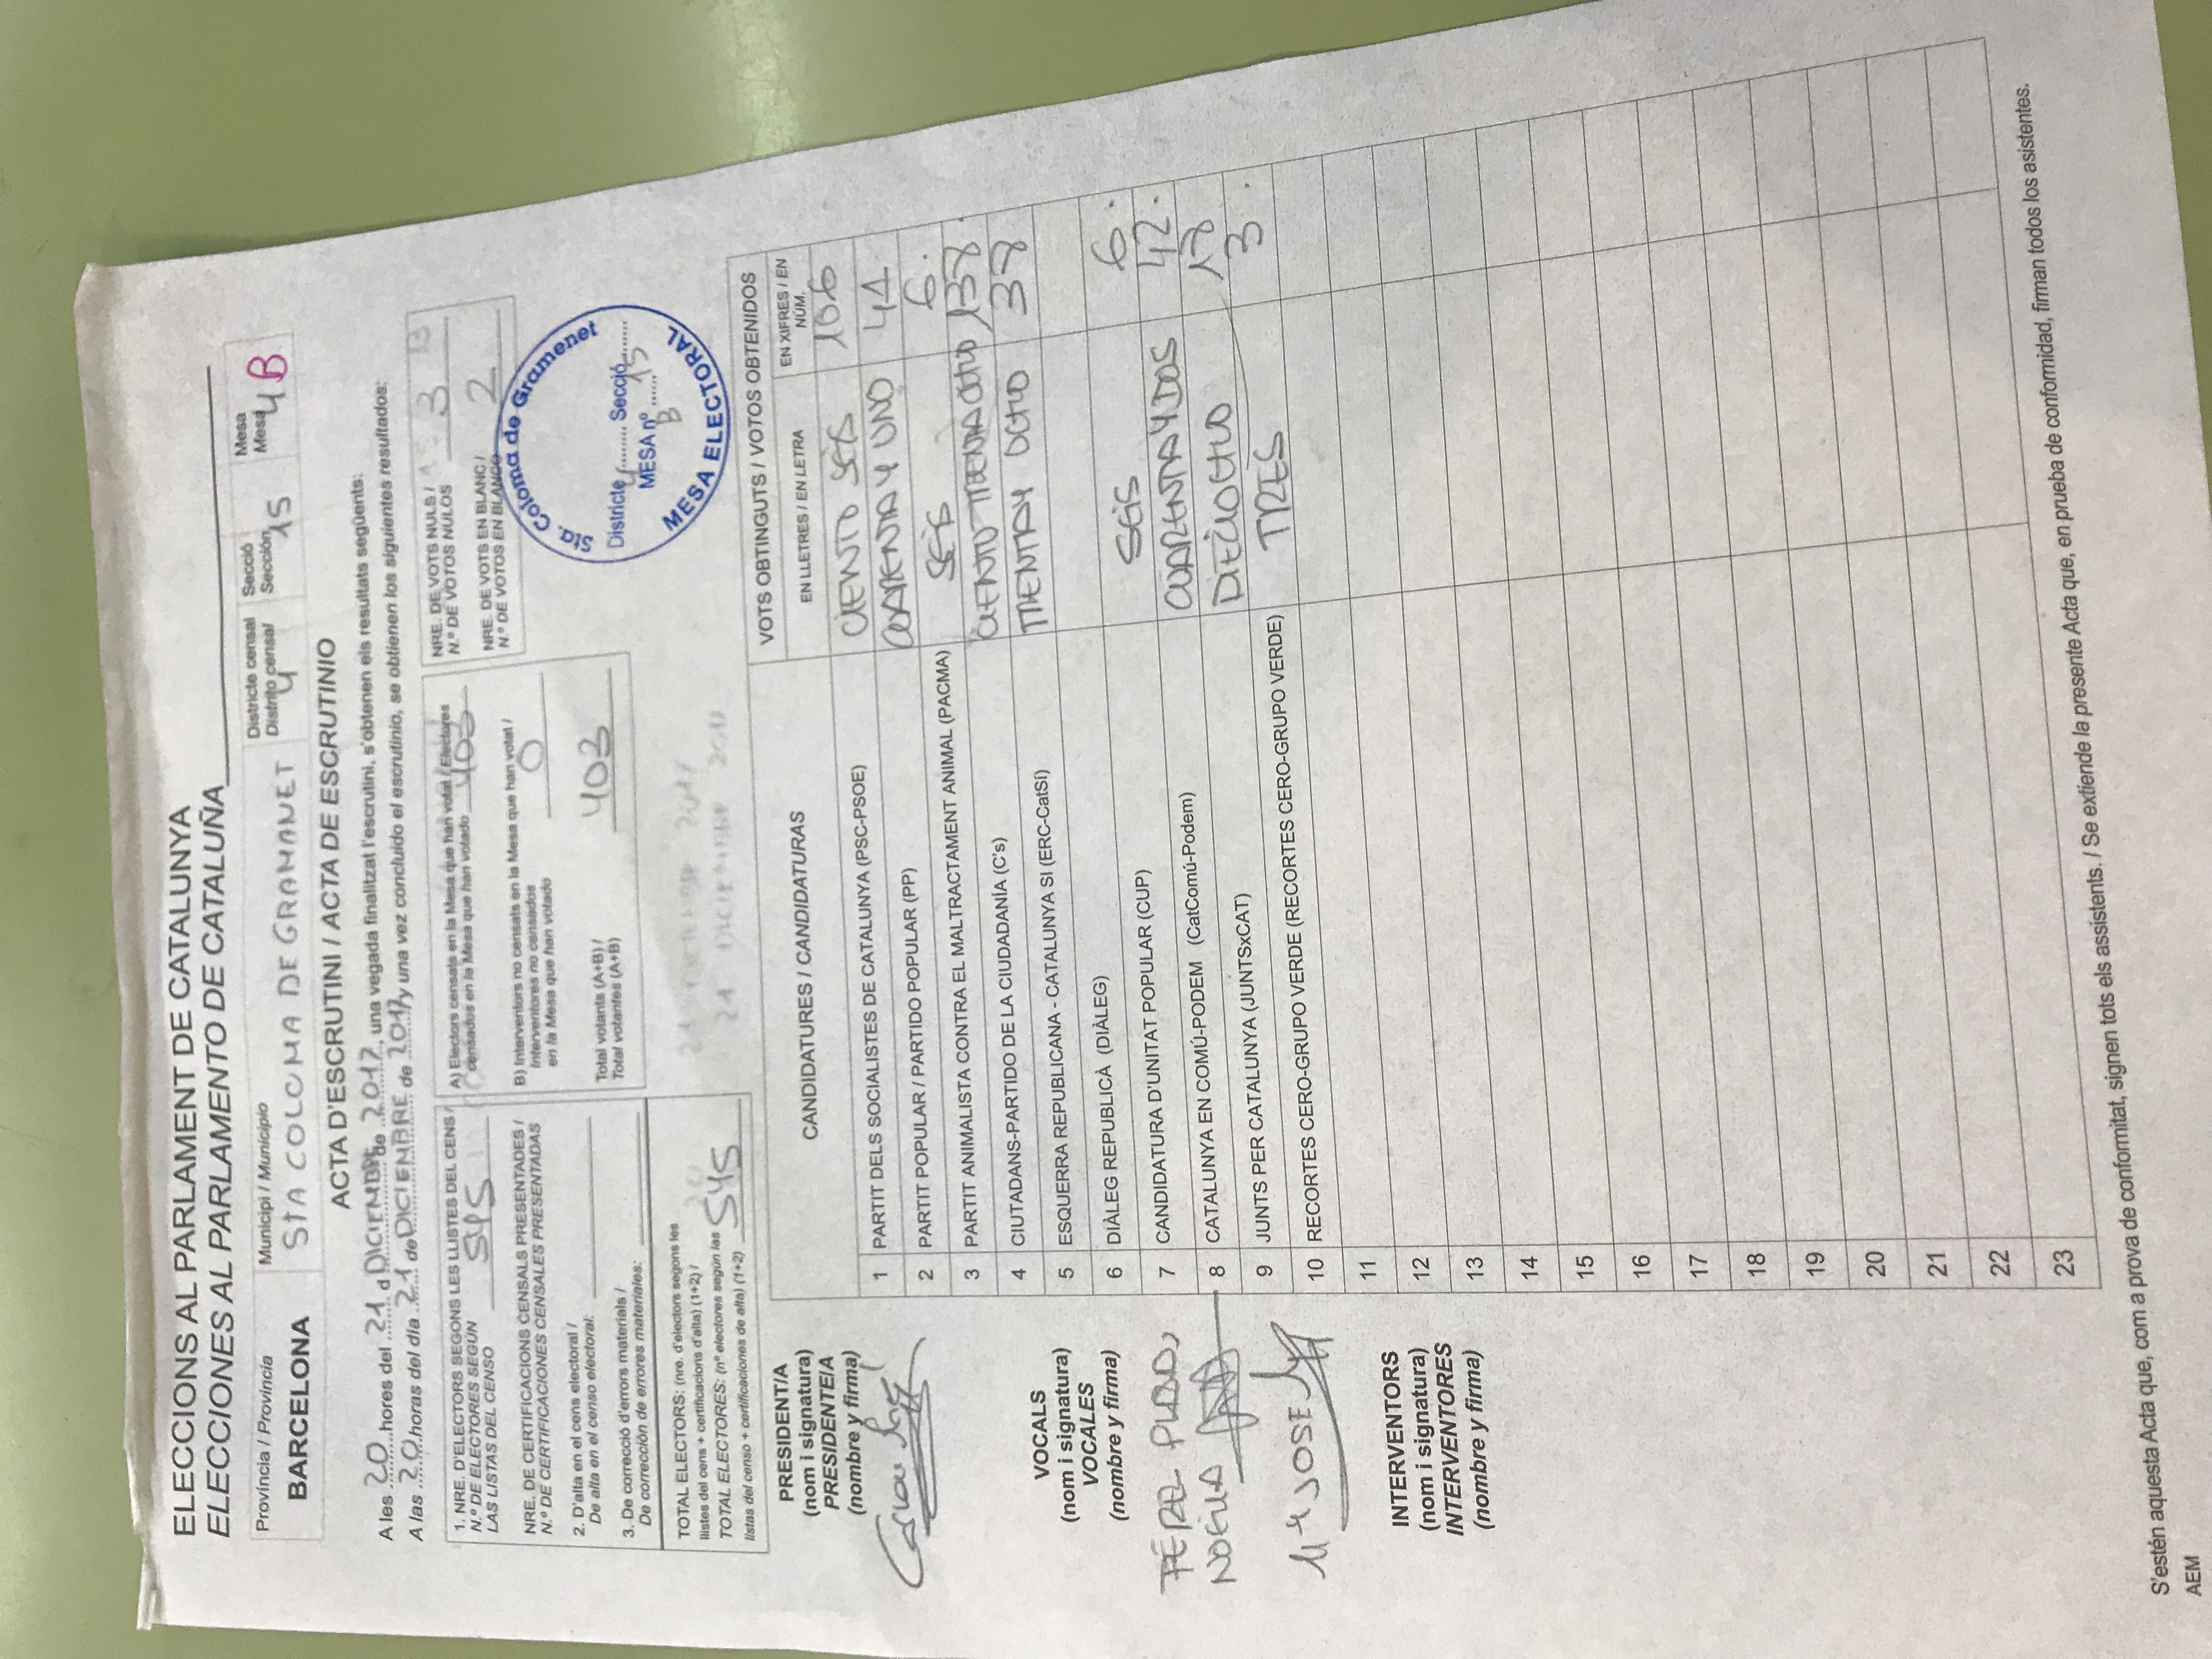 ELECCIONS AL PARLAMENT DE CATALUNYA
ELECCIONES AL PARLAMENTO DE CATALUÑA
Província / Provincia
BARCELONA
Municipi / Municipio
STA COLOMA DE GRAMANET
Districte censal
Distrito censal
4
Secció
Sección
15
Mesa
Mesa
4 B
ACTA D'ESCRUTINI / ACTA DE ESCRUTINIO
A les 20 hores del 21 d DICIEMBRE de 2017, una vegada finalitzat l'escrutini, s'obtenen els resultats següents:
A las 20 horas del día 21 de DICIEMBRE de 2017 y una vez concluido el escrutinio, se obtienen los siguientes resultados:
1. NRE. D'ELECTORS SEGONS LES LLISTES DEL CENS /
N.º DE ELECTORES SEGÚN
LAS LISTAS DEL CENSO 545
NRE. DE CERTIFICACIONS CENSALS PRESENTADES /
N.º DE CERTIFICACIONES CENSALES PRESENTADAS
2. D'alta en el cens electoral /
De alta en el censo electoral:
3. De correcció d'errors materials /
De corrección de errores materiales:
TOTAL ELECTORS: (nre. d'electors segons les
llistes del cens + certificacions d'alta) (1+2) /
TOTAL ELECTORES: (nº electores según las
listas del censo + certificaciones de alta) (1+2) 545
A) Electors censats en la Mesa que han votat / Electores
censados en la Mesa que han votado 403
B) Interventors no censats en la Mesa que han votat /
Interventores no censados
en la Mesa que han votado 0
Total votants (A+B) /
Total votantes (A+B) 403
21 DICIEMBRE 2017
21 DICIEMBRE 2017
NRE. DE VOTS NULS /
N.º DE VOTOS NULOS 3
NRE. DE VOTS EN BLANC /
N.º DE VOTOS EN BLANCO 2
Sta. Coloma de Gramenet
Districte 4 Secció 15
MESA nº B
MESA ELECTORAL
PRESIDENT/A
(nom i signatura)
PRESIDENTE/A
(nombre y firma)
VOCALS
(nom i signatura)
VOCALES
(nombre y firma)
NOELIA
Mª JOSE
INTERVENTORS
(nom i signatura)
INTERVENTORES
(nombre y firma)
CANDIDATURES / CANDIDATURAS
VOTS OBTINGUTS / VOTOS OBTENIDOS
EN LLETRES / EN LETRA
EN XIFRES / EN NÚM.
1 PARTIT DELS SOCIALISTES DE CATALUNYA (PSC-PSOE) CIENTO SEIS 106
2 PARTIT POPULAR / PARTIDO POPULAR (PP) CUARENTA Y UNO 41
3 PARTIT ANIMALISTA CONTRA EL MALTRACTAMENT ANIMAL (PACMA) SEIS 6.
4 CIUTADANS-PARTIDO DE LA CIUDADANÍA (C's) CIENTO TREINTA OCHO 138.
5 ESQUERRA REPUBLICANA - CATALUNYA SI (ERC-CatSí) TREINTA Y OCHO 38
6 DIÀLEG REPUBLICÀ (DIÀLEG)
7 CANDIDATURA D'UNITAT POPULAR (CUP) SEIS 6.
8 CATALUNYA EN COMÚ-PODEM (CatComú-Podem) CUARENTA Y DOS 42.
9 JUNTS PER CATALUNYA (JUNTSxCAT) DIECIOCHO 18
10 RECORTES CERO-GRUPO VERDE (RECORTES CERO-GRUPO VERDE) TRES 3.
11
12
13
14
15
16
17
18
19
20
21
22
23
S'estén aquesta Acta que, com a prova de conformitat, signen tots els assistents. / Se extiende la presente Acta que, en prueba de conformidad, firman todos los asistentes.
AEM